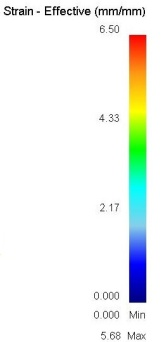 Strain - Effective (mm/mm)
6.50
4.33
2.17
0.000
0.000 Min
5.68 Max